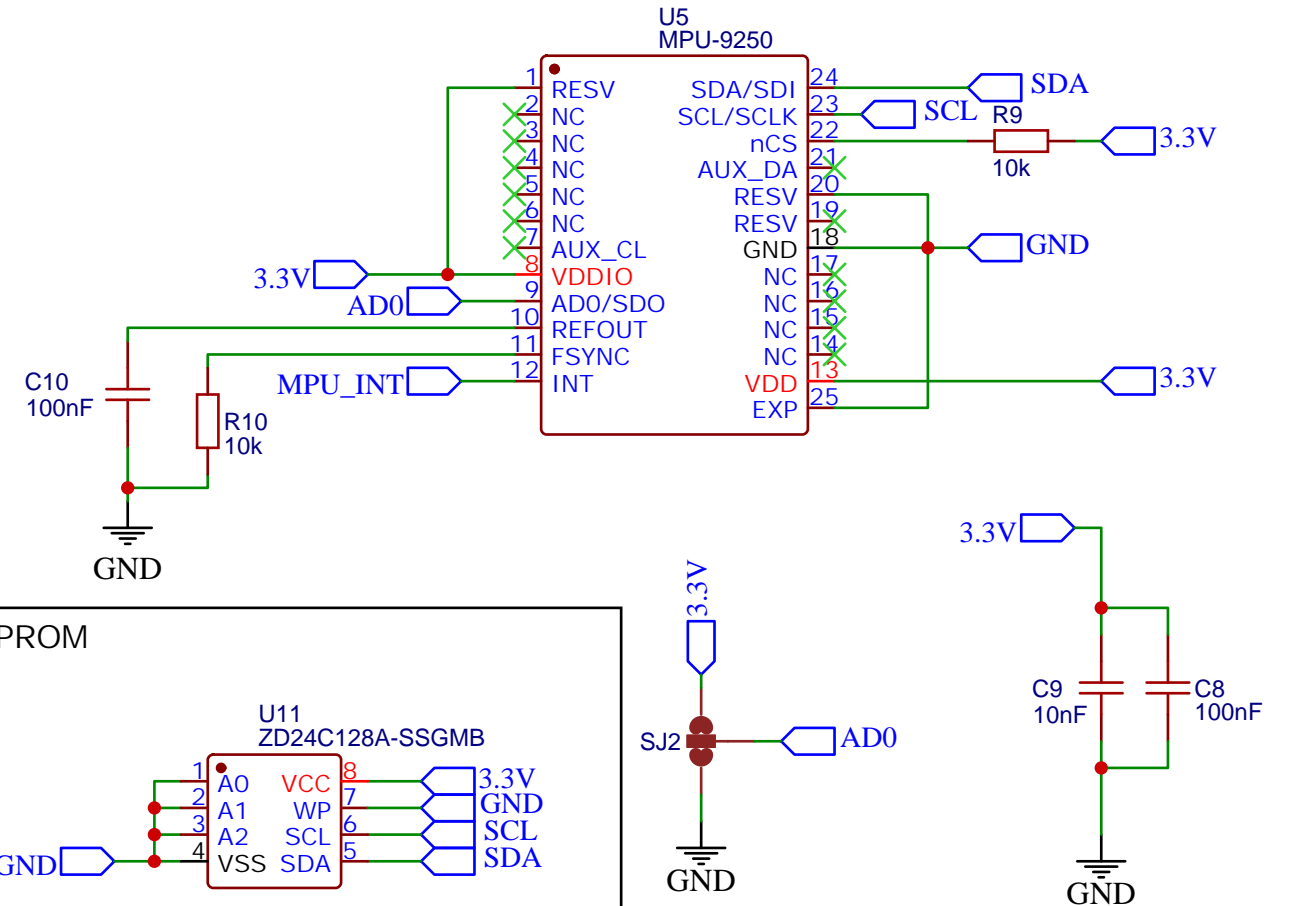 U5
MPU-9250
1 RESV
2 NC
3 NC
4 NC
5 NC
6 NC
7 AUX_CL
8 VDDIO
9 AD0/SDO
10 REFOUT
11 FSYNC
12 INT
SDA/SDI 24
SCL/SCLK 23
nCS 22
AUX_DA 21
RESV 20
RESV 19
GND 18
NC 17
NC 16
NC 15
NC 14
VDD 13
EXP 25
SDA
SCL
R9
10k
3.3V
GND
3.3V
3.3V
AD0
MPU_INT
C10
100nF
R10
10k
GND
PROM
U11
ZD24C128A-SSGMB
1 A0
2 A1
3 A2
4 VSS
VCC 8
WP 7
SCL 6
SDA 5
3.3V
GND
SCL
SDA
GND
3.3V
SJ2
AD0
GND
3.3V
C9
10nF
C8
100nF
GND